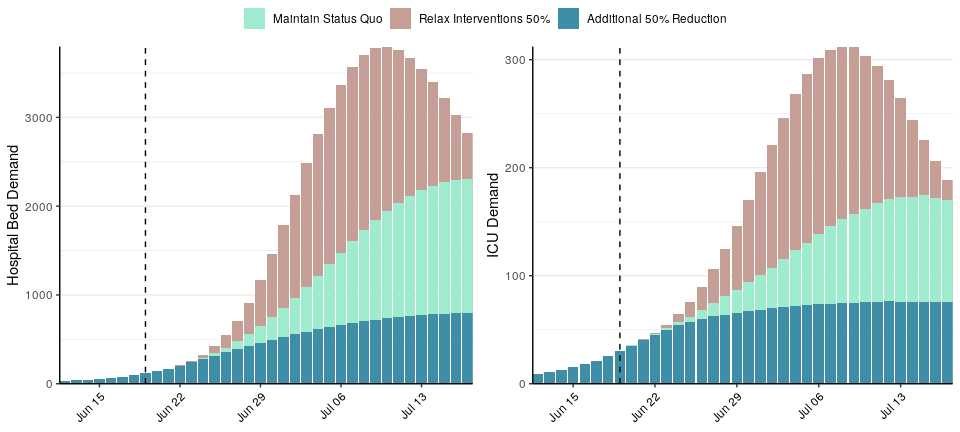 Maintain Status Quo Relax Interventions 50% Additional 50% Reduction
Hospital Bed Demand
3000
2000
1000
0
Jun 15 Jun 22 Jun 29 Jul 06 Jul 13
ICU Demand
300
200
100
0
Jun 15 Jun 22 Jun 29 Jul 06 Jul 13